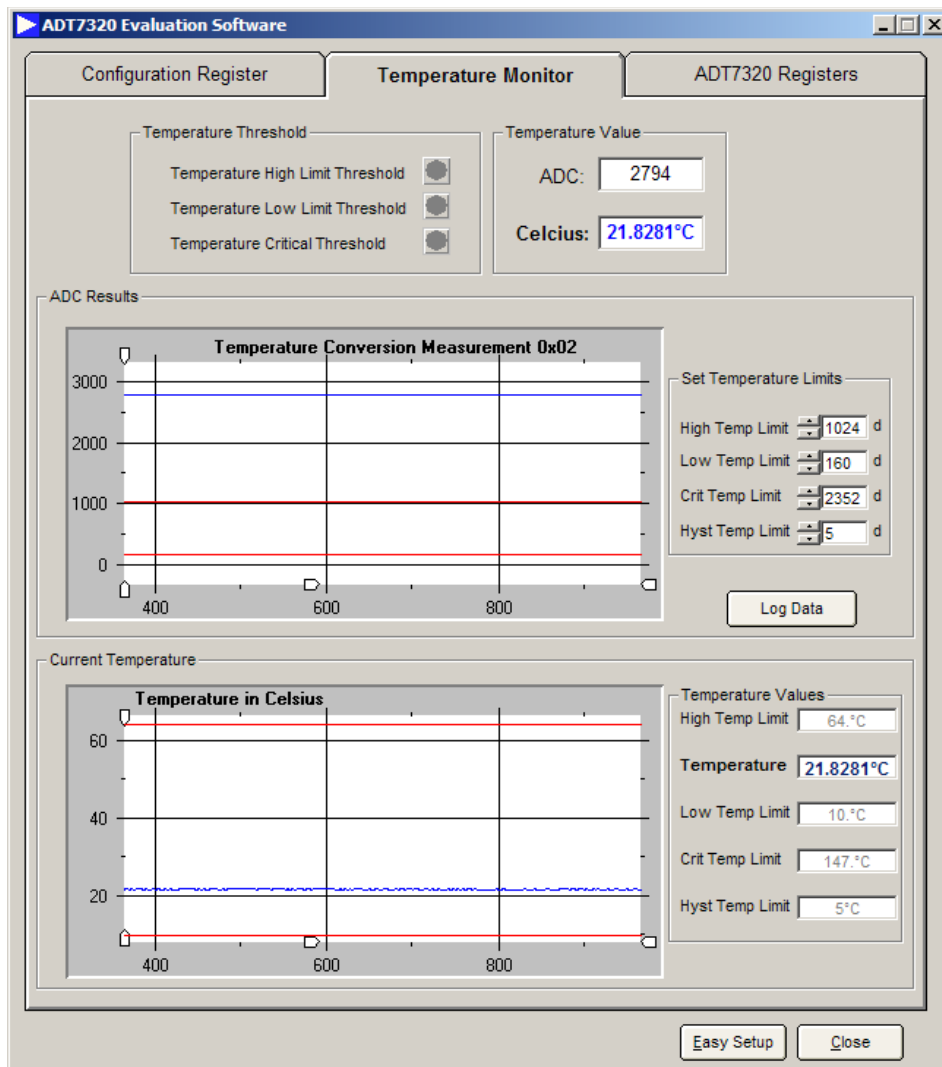 ADT7320 Evaluation Software
Configuration Register
Temperature Monitor
ADT7320 Registers
Temperature Threshold
Temperature High Limit Threshold
Temperature Low Limit Threshold
Temperature Critical Threshold
Temperature Value
ADC: 2794
Celcius: 21.8281°C
ADC Results
Temperature Conversion Measurement 0x02
3000
2000
1000
0
400 600 800
Set Temperature Limits
High Temp Limit 1024 d
Low Temp Limit 160 d
Crit Temp Limit 2352 d
Hyst Temp Limit 5 d
Log Data
Current Temperature
Temperature in Celsius
60
40
20
400 600 800
Temperature Values
High Temp Limit 64.°C
Temperature 21.8281°C
Low Temp Limit 10.°C
Crit Temp Limit 147.°C
Hyst Temp Limit 5°C
Easy Setup
Close